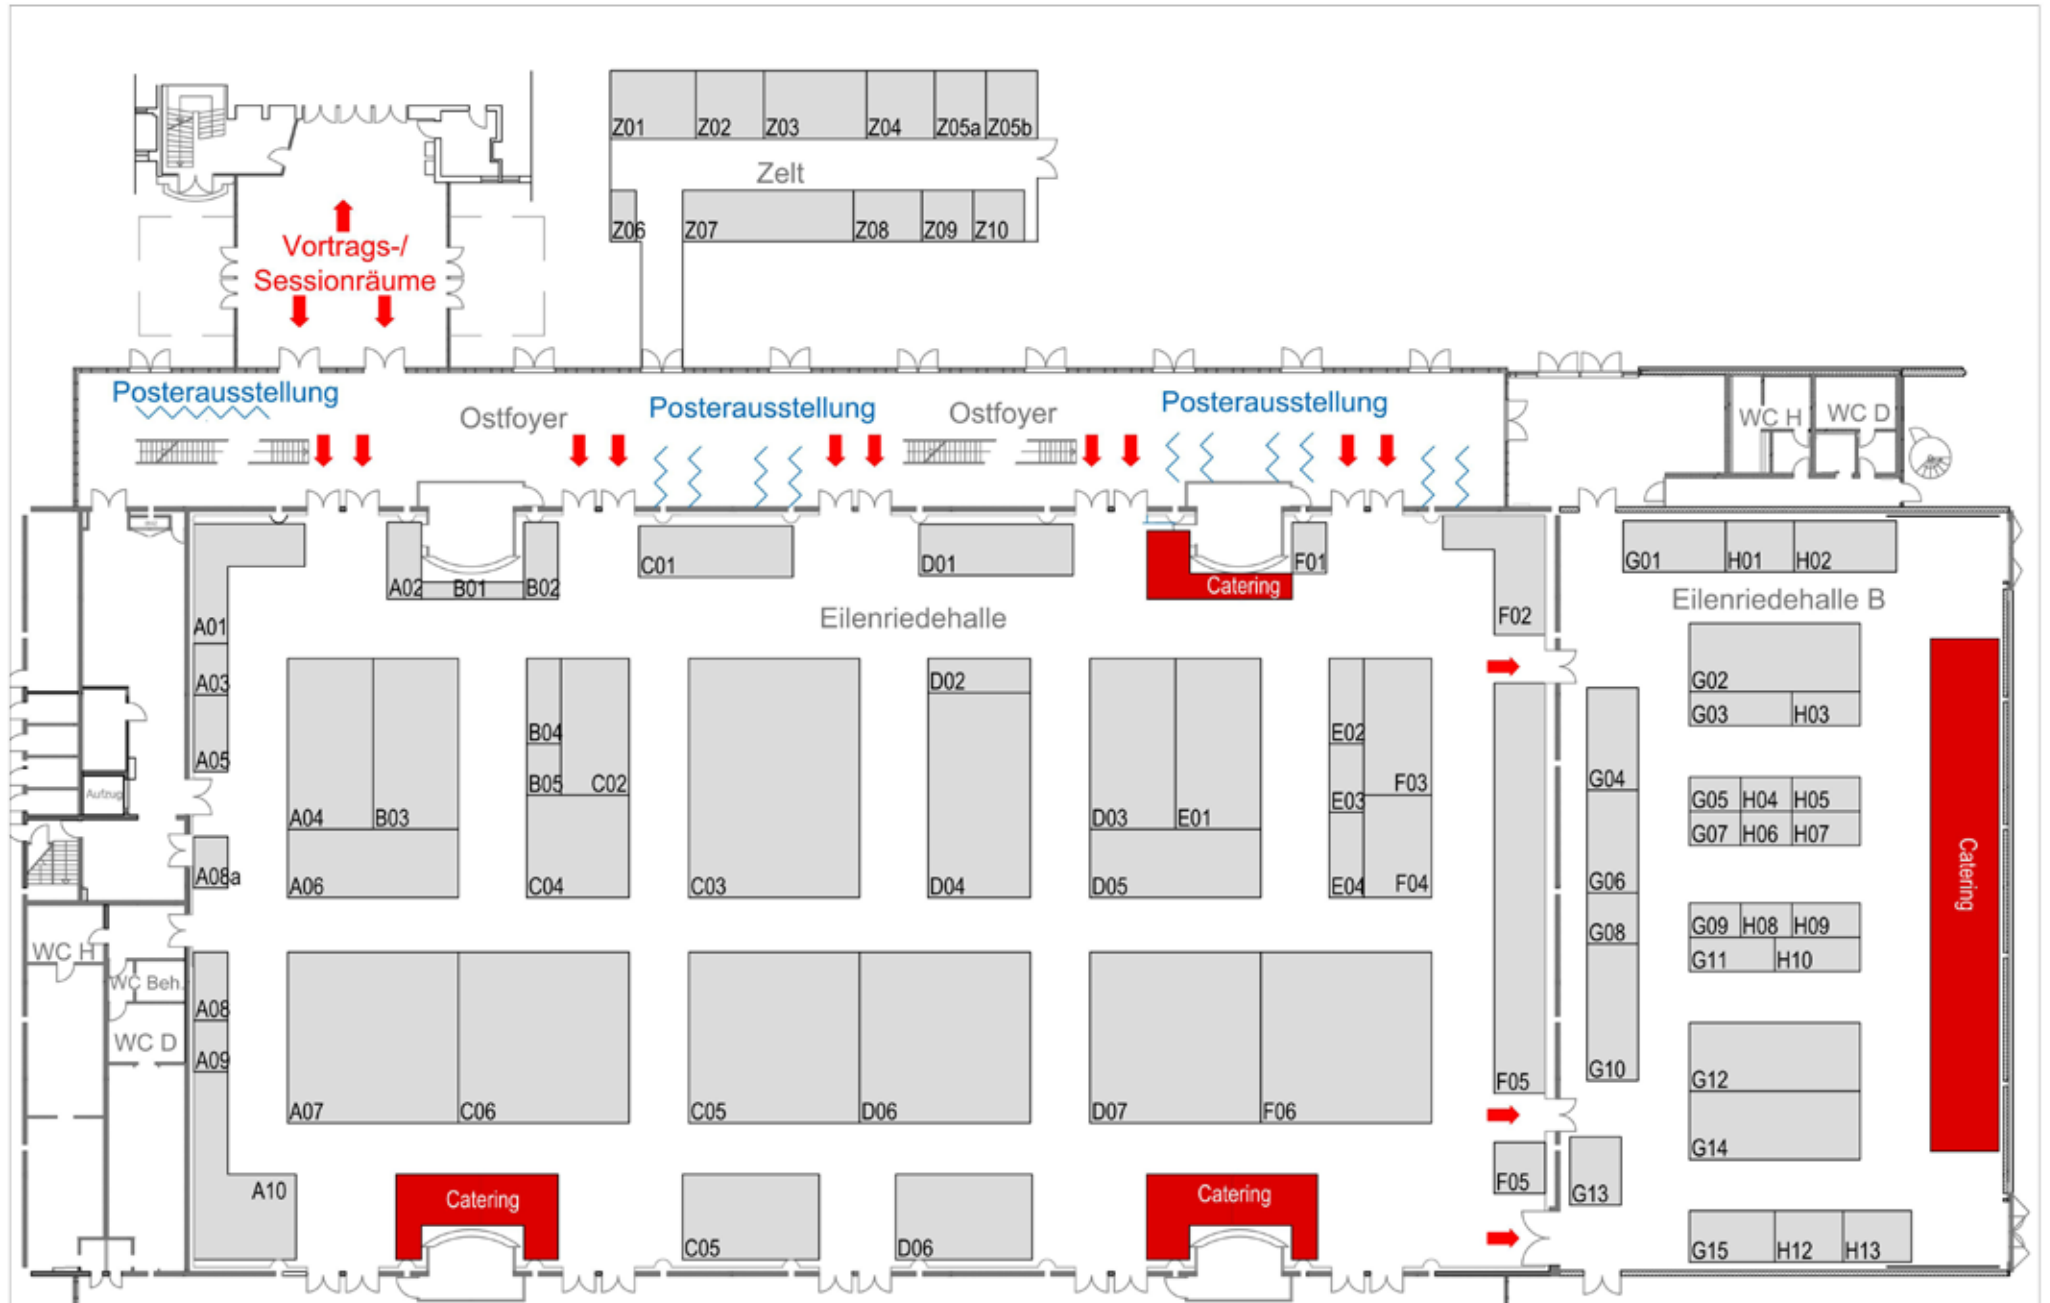 Z01 Z02 Z03 Z04 Z05a Z05b
Zelt
Z06 Z07 Z08 Z09 Z10
Vortrags-/
Sessionräume
Posterausstellung
Ostfoyer
Posterausstellung
Ostfoyer
Posterausstellung
WC H
WC D
A01
A02
B01
B02
C01
D01
Catering
F01
F02
G01
H01
H02
Eilenriedehalle
Eilenriedehalle B
A03
A05
A04
B03
A06
B04
B05
C02
C04
C03
D02
D04
D03
E01
D05
E02
E03
E04
F03
F04
G02
G03
H03
G04
G05
H04
H05
G07
H06
H07
G06
G08
G09
H08
H09
G11
H10
G10
Catering
Aufzug
A08a
WC H
WC Beh.
WC D
A08
A09
A10
A07
C06
C05
D06
D07
F06
F05
G12
G14
Catering
C05
D06
Catering
F05
G13
G15
H12
H13